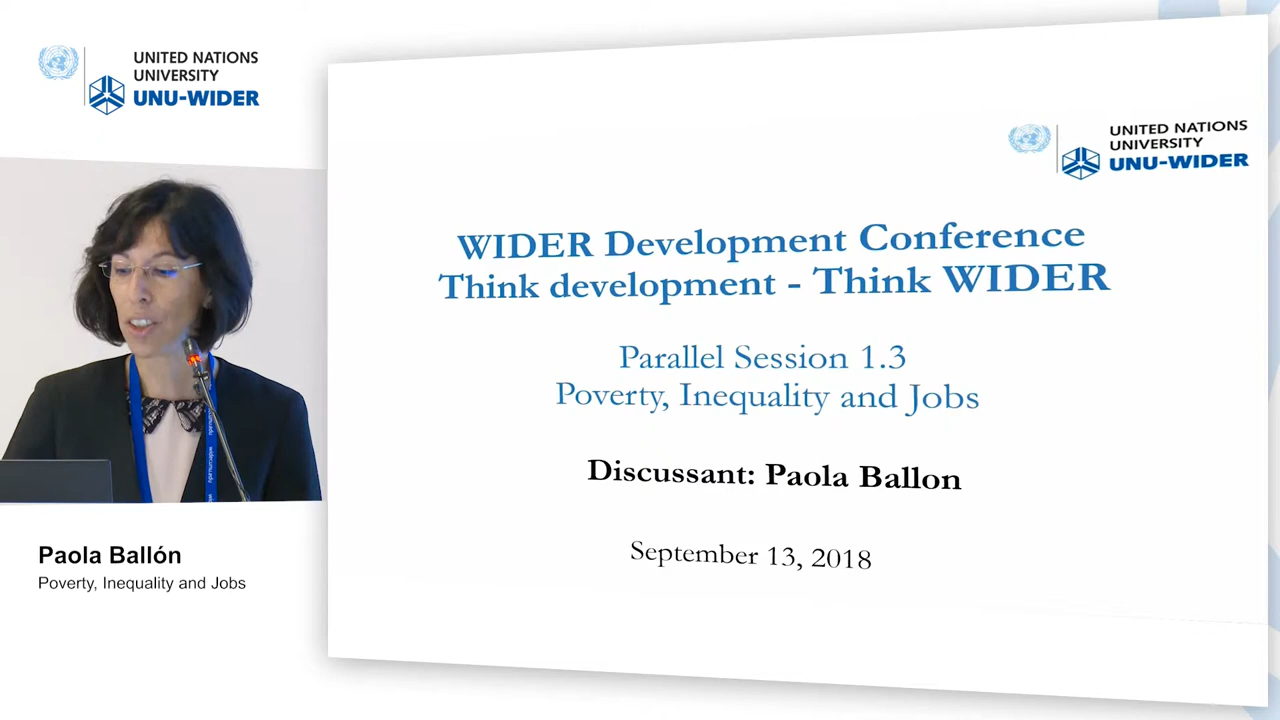 UNITED NATIONS
UNIVERSITY
UNU-WIDER
Paola Ballón
Poverty, Inequality and Jobs
UNITED NATIONS
UNIVERSITY
UNU-WIDER
WIDER Development Conference
Think development - Think WIDER
Parallel Session 1.3
Poverty, Inequality and Jobs
Discussant: Paola Ballon
September 13, 2018